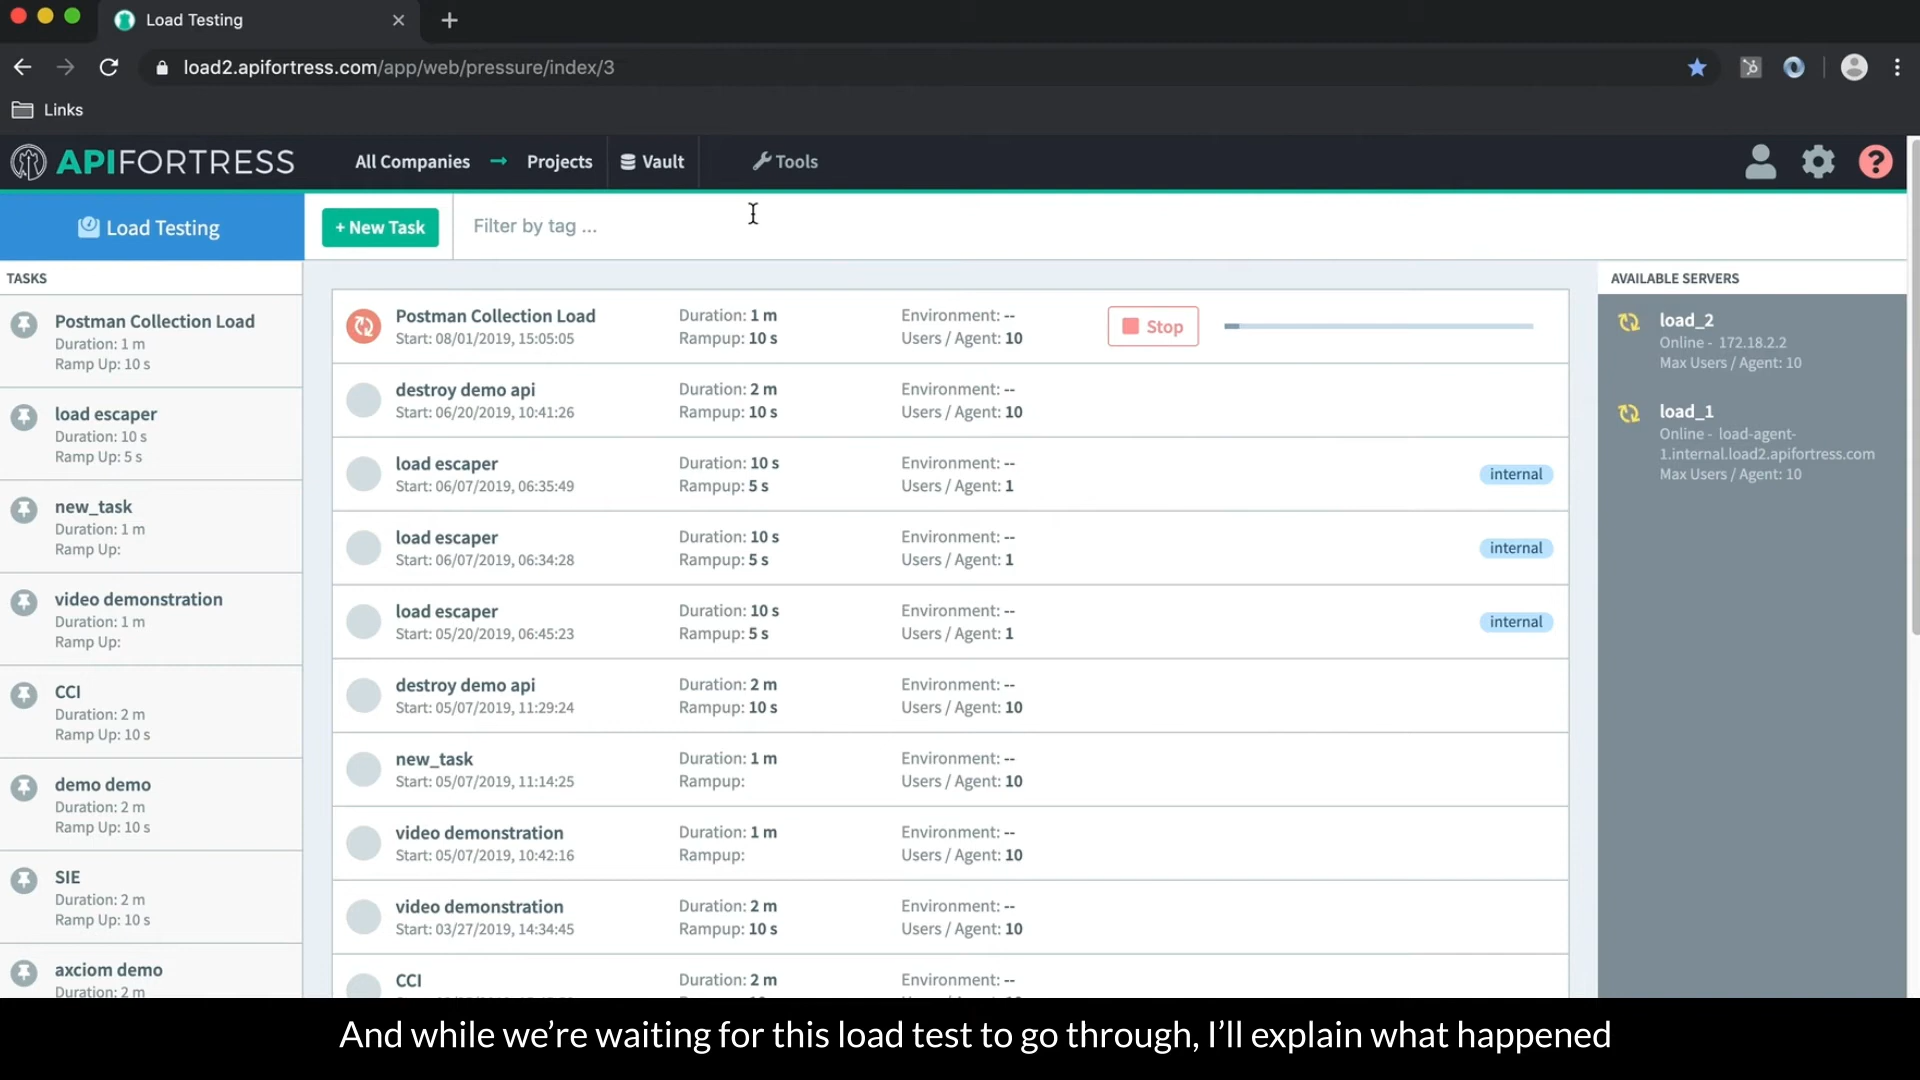 Load Testing
load2.apifortress.com/app/web/pressure/index/3
Links
APIFORTRESS
All Companies → Projects
Vault
Tools
?
Load Testing
+ New Task
Filter by tag ...
TASKS
Postman Collection Load
Duration: 1 m
Ramp Up: 10 s
load escaper
Duration: 10 s
Ramp Up: 5 s
new_task
Duration: 1 m
Ramp Up:
video demonstration
Duration: 1 m
Ramp Up:
CCI
Duration: 2 m
Ramp Up: 10 s
demo demo
Duration: 2 m
Ramp Up: 10 s
SIE
Duration: 2 m
Ramp Up: 10 s
axciom demo
Duration: 2 m
Postman Collection Load Duration: 1 m Environment: -- Stop
Start: 08/01/2019, 15:05:05 Rampup: 10 s Users / Agent: 10
destroy demo api Duration: 2 m Environment: --
Start: 06/20/2019, 10:41:26 Rampup: 10 s Users / Agent: 10
load escaper Duration: 10 s Environment: -- internal
Start: 06/07/2019, 06:35:49 Rampup: 5 s Users / Agent: 1
load escaper Duration: 10 s Environment: -- internal
Start: 06/07/2019, 06:34:28 Rampup: 5 s Users / Agent: 1
load escaper Duration: 10 s Environment: -- internal
Start: 05/20/2019, 06:45:23 Rampup: 5 s Users / Agent: 1
destroy demo api Duration: 2 m Environment: --
Start: 05/07/2019, 11:29:24 Rampup: 10 s Users / Agent: 10
new_task Duration: 1 m Environment: --
Start: 05/07/2019, 11:14:25 Rampup: Users / Agent: 10
video demonstration Duration: 1 m Environment: --
Start: 05/07/2019, 10:42:16 Rampup: Users / Agent: 10
video demonstration Duration: 2 m Environment: --
Start: 03/27/2019, 14:34:45 Rampup: 10 s Users / Agent: 10
CCI Duration: 2 m Environment: --
AVAILABLE SERVERS
load_2
Online - 172.18.2.2
Max Users / Agent: 10
load_1
Online - load-agent-
1.internal.load2.apifortress.com
Max Users / Agent: 10
And while we're waiting for this load test to go through, I'll explain what happened